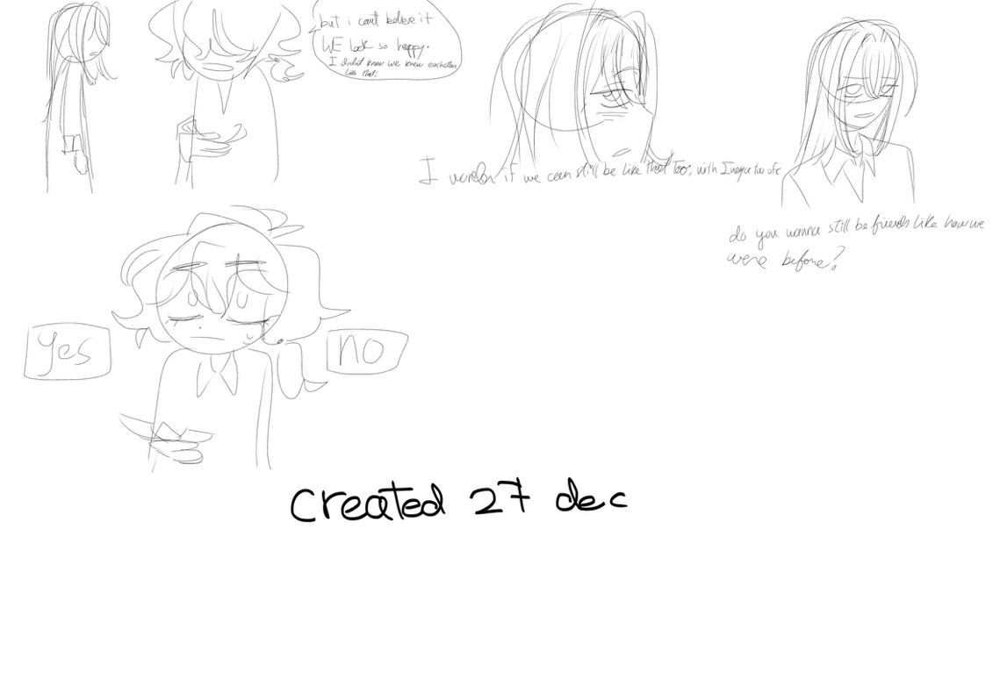 but i can't believe it
WE look so happy.
I didnt know we knew eachother
like that.
I wonder if we can still be like that too, with Inegce too ofc
do you wanna still be friends like how we
were before?
yes
no
created 27 dec